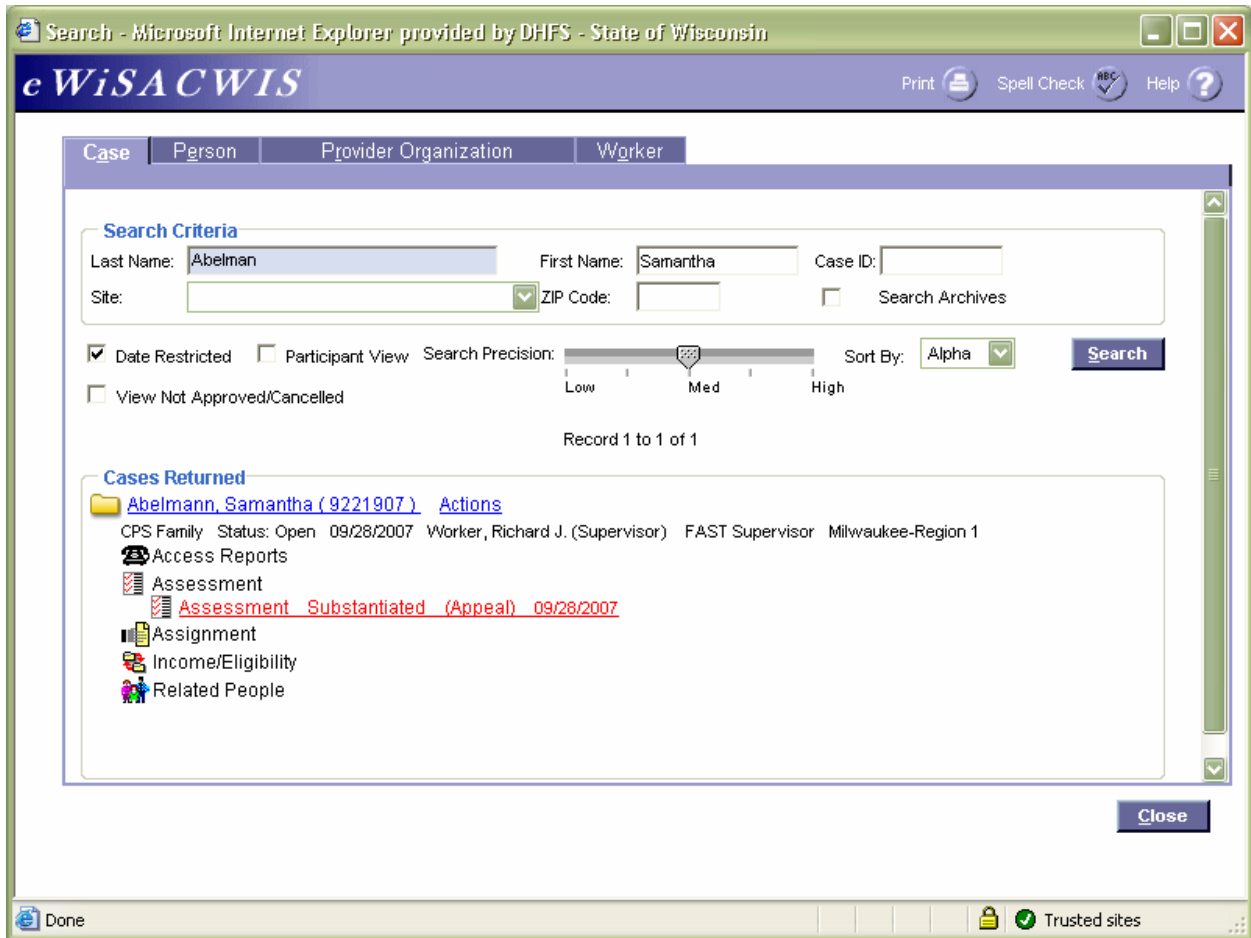 Search - Microsoft Internet Explorer provided by DHFS - State of Wisconsin
e WiSACWIS Print ABC Spell Check Help ?
Case Person Provider Organization Worker
Search Criteria
Last Name: Abelman First Name: Samantha Case ID:
Site: ZIP Code: Search Archives
Date Restricted Participant View Search Precision: Sort By: Alpha Search
Low Med High
View Not Approved/Cancelled
Record 1 to 1 of 1
Cases Returned
Abelmann, Samantha ( 9221907 ) Actions
CPS Family Status: Open 09/28/2007 Worker, Richard J. (Supervisor) FAST Supervisor Milwaukee-Region 1
Access Reports
Assessment
Assessment Substantiated (Appeal) 09/28/2007
Assignment
Income/Eligibility
Related People
Close
Done Trusted sites